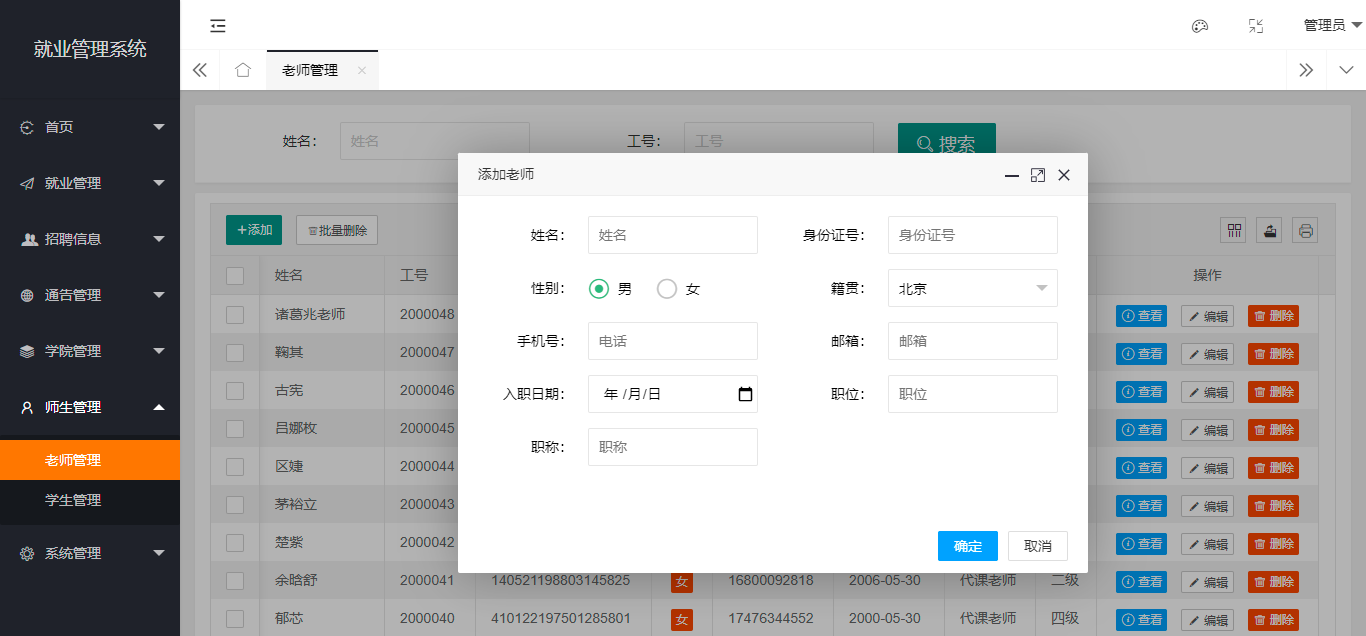 就业管理系统
管理员
老师管理
首页
就业管理
招聘信息
通告管理
学院管理
师生管理
老师管理
学生管理
系统管理
姓名: 姓名 工号: 工号 搜索
添加 批量删除
姓名 工号 操作
诸葛兆老师 2000048 查看 编辑 删除
鞠其 2000047 查看 编辑 删除
古宪 2000046 查看 编辑 删除
吕娜枚 2000045 查看 编辑 删除
区婕 2000044 查看 编辑 删除
茅裕立 2000043 查看 编辑 删除
楚紫 2000042 查看 编辑 删除
余晗舒 2000041 140521198803145825 女 16800092818 2006-05-30 代课老师 二级 查看 编辑 删除
郁芯 2000040 410122197501285801 女 17476344552 2000-05-30 代课老师 四级 查看 编辑 删除
添加老师
姓名: 姓名 身份证号: 身份证号
性别: 男 女 籍贯: 北京
手机号: 电话 邮箱: 邮箱
入职日期: 年 /月/日 职位: 职位
职称: 职称
确定 取消